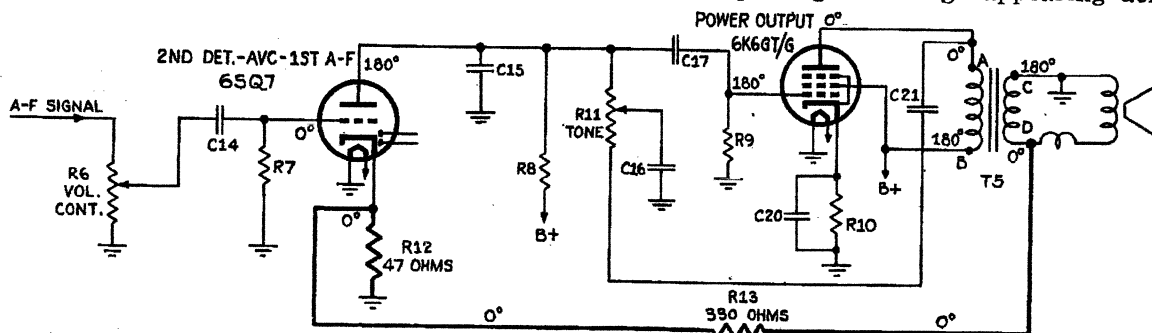 appearing
POWER OUTPUT
6K6GT/G
0°
2ND DET.-AVC-1ST A-F
6SQ7
180°
C15
C17
180°
0°
A
C21
180°
C
A-F SIGNAL
C14
0°
R7
R6
VOL.
CONT.
R8
R11
TONE
C16
R9
180°
B
D
0°
T5
B+
B+
C20
R10
0°
R12
47 OHMS
R13
330 OHMS
0°
0°